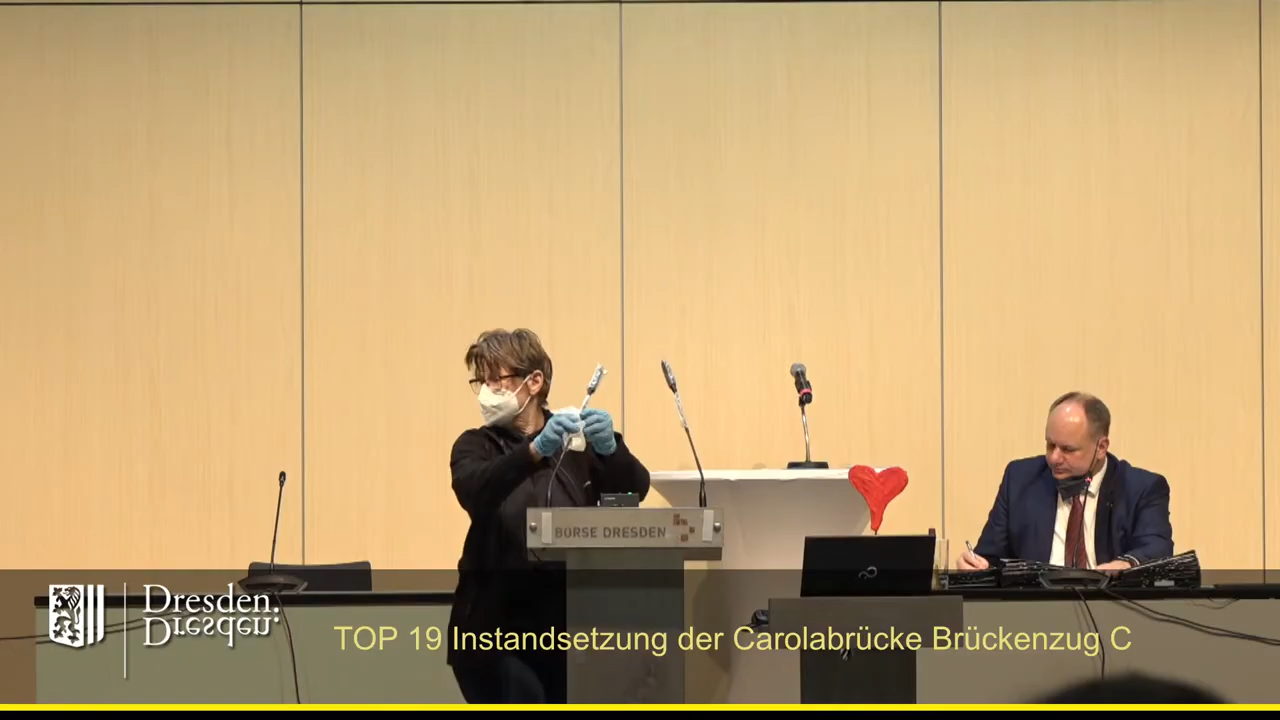 BÖRSE DRESDEN
Dresden.
Dresden.
TOP 19 Instandsetzung der Carolabrücke Brückenzug C